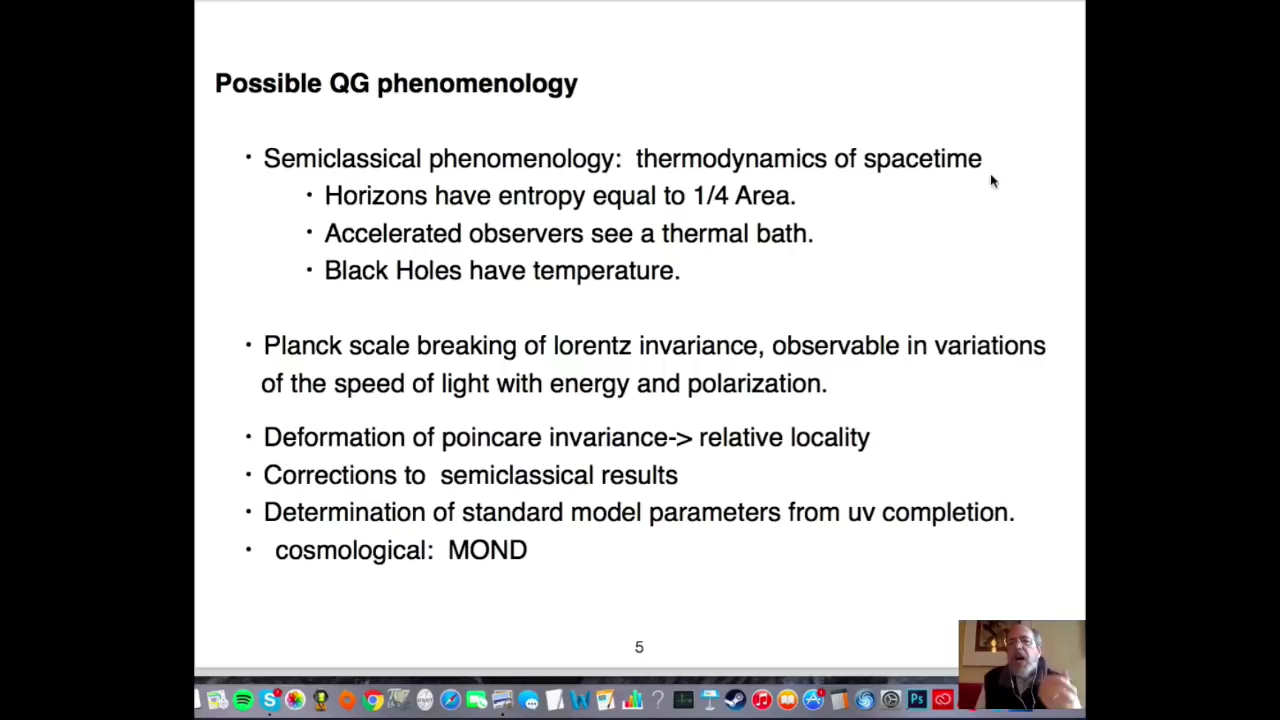 Possible QG phenomenology
· Semiclassical phenomenology: thermodynamics of spacetime
· Horizons have entropy equal to 1/4 Area.
· Accelerated observers see a thermal bath.
· Black Holes have temperature.
· Planck scale breaking of lorentz invariance, observable in variations
of the speed of light with energy and polarization.
· Deformation of poincare invariance-> relative locality
· Corrections to semiclassical results
· Determination of standard model parameters from uv completion.
· cosmological: MOND
5
Ps